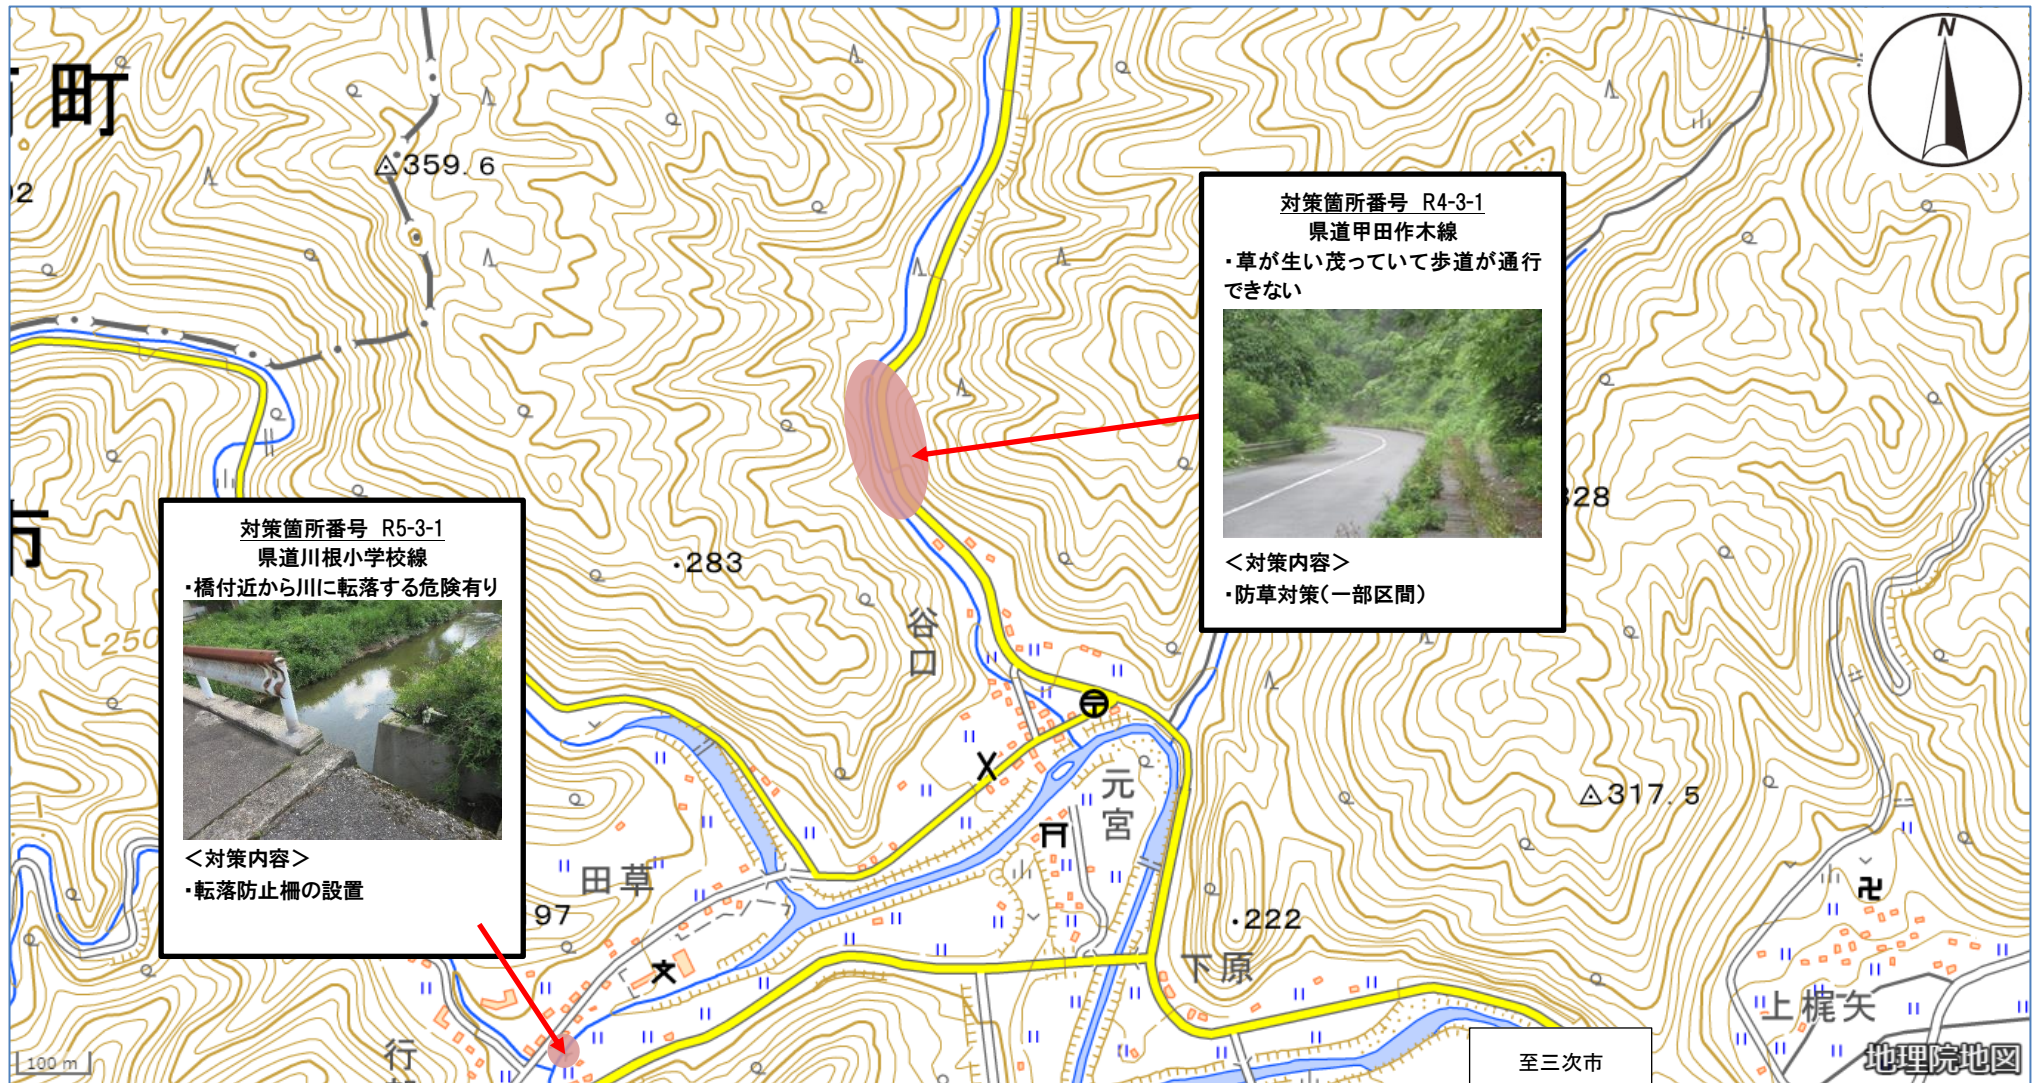 町
N
359.6
対策箇所番号 R4-3-1
県道甲田作木線
・草が生い茂っていて歩道が通行
できない
<対策内容>
・防草対策(一部区間)
対策箇所番号 R5-3-1
県道川根小学校線
・橋付近から川に転落する危険有り
<対策内容>
・転落防止柵の設置
市
283
谷口
250
元宮
317.5
田草
97
222
下原
上梶矢
行
100 m
至三次市
地理院地図